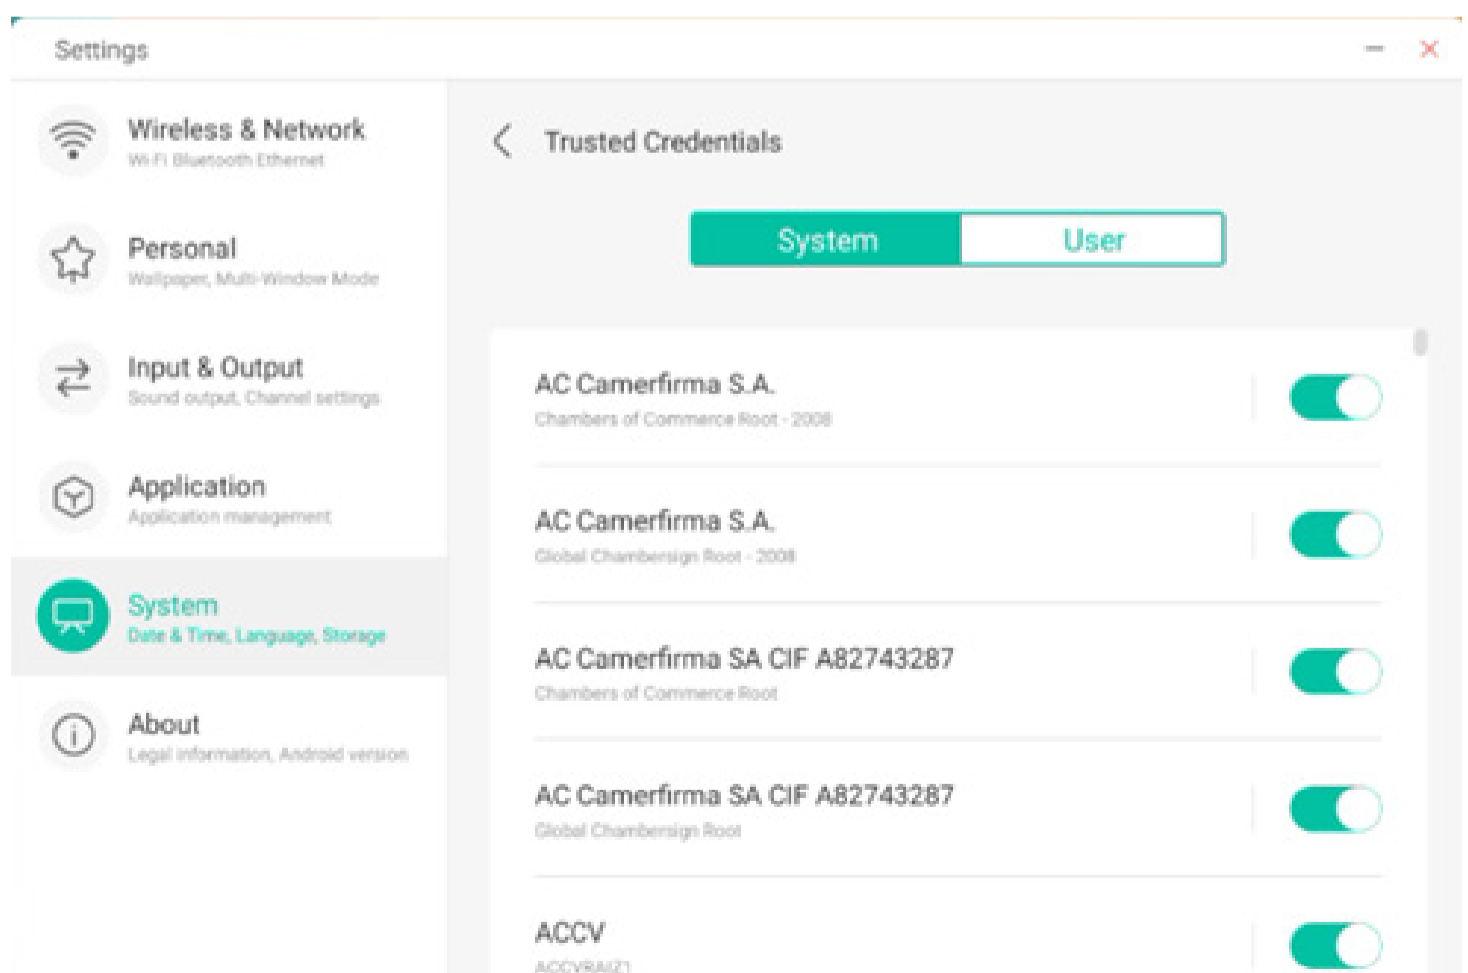 Settings
Wireless & Network
Wi-Fi Bluetooth Ethernet
Personal
Wallpaper, Multi-Window Mode
Input & Output
Sound output, Channel settings
Application
Application management
System
Date & Time, Language, Storage
About
Legal information, Android version
Trusted Credentials
System
User
AC Camerfirma S.A.
Chambers of Commerce Root - 2008
AC Camerfirma S.A.
Global Chambersign Root - 2008
AC Camerfirma SA CIF A82743287
Chambers of Commerce Root
AC Camerfirma SA CIF A82743287
Global Chambersign Root
ACCV
ACCVRAIZ1